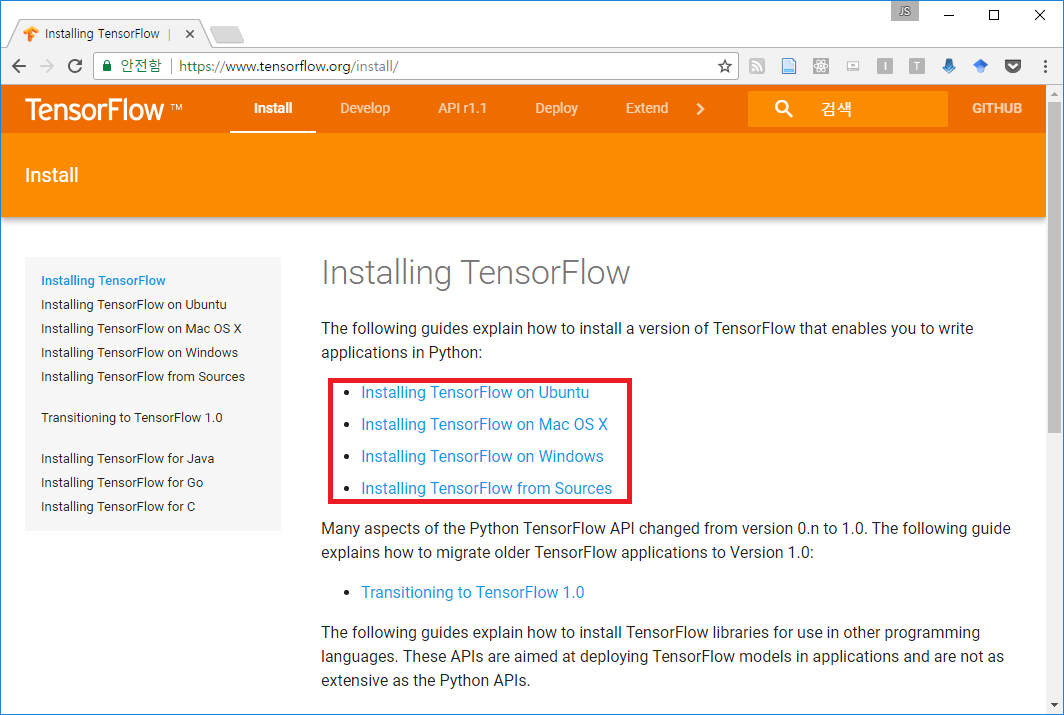 JS
Installing TensorFlow
안전함 https://www.tensorflow.org/install/
I T
TensorFlow ™ Install Develop API r1.1 Deploy Extend 검색 GITHUB
Install
Installing TensorFlow
Installing TensorFlow on Ubuntu
Installing TensorFlow on Mac OS X
Installing TensorFlow on Windows
Installing TensorFlow from Sources
Transitioning to TensorFlow 1.0
Installing TensorFlow for Java
Installing TensorFlow for Go
Installing TensorFlow for C
Installing TensorFlow
The following guides explain how to install a version of TensorFlow that enables you to write
applications in Python:
• Installing TensorFlow on Ubuntu
• Installing TensorFlow on Mac OS X
• Installing TensorFlow on Windows
• Installing TensorFlow from Sources
Many aspects of the Python TensorFlow API changed from version 0.n to 1.0. The following guide
explains how to migrate older TensorFlow applications to Version 1.0:
• Transitioning to TensorFlow 1.0
The following guides explain how to install TensorFlow libraries for use in other programming
languages. These APIs are aimed at deploying TensorFlow models in applications and are not as
extensive as the Python APIs.